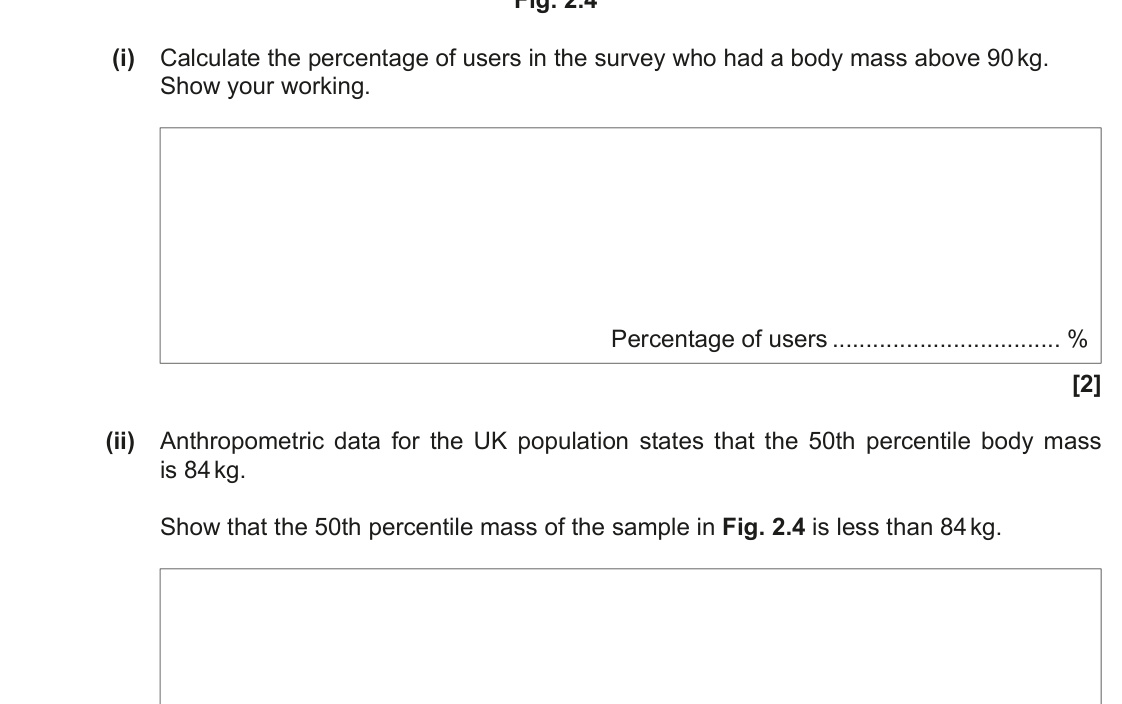 Fig. 2.4
(i) Calculate the percentage of users in the survey who had a body mass above 90 kg.
Show your working.
Percentage of users .................................. %
[2]
(ii) Anthropometric data for the UK population states that the 50th percentile body mass
is 84 kg.
Show that the 50th percentile mass of the sample in Fig. 2.4 is less than 84 kg.